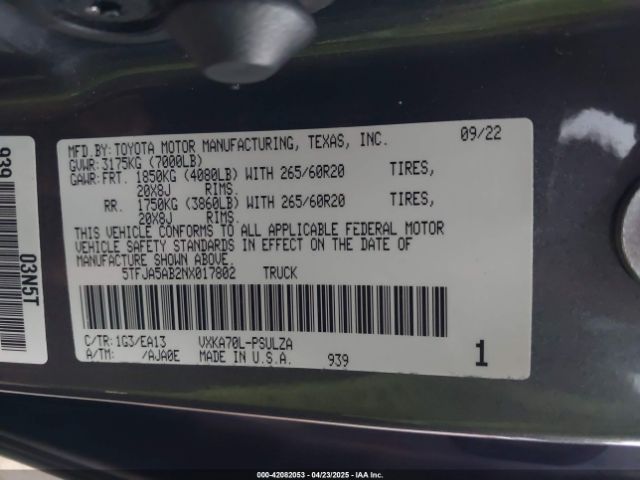 MFD.BY:TOYOTA MOTOR MANUFACTURING, TEXAS, INC. 09/22
GVWR:3175KG (7000LB)
GAWR:FRT. 1850KG (4080LB) WITH 265/60R20 TIRES,
20X8J RIMS.
RR. 1750KG (3860LB) WITH 265/60R20 TIRES,
20X8J RIMS.
THIS VEHICLE CONFORMS TO ALL APPLICABLE FEDERAL MOTOR
VEHICLE SAFETY STANDARDS IN EFFECT ON THE DATE OF
MANUFACTURE SHOWN ABOVE.
5TFJA5AB2NX017802 TRUCK
C/TR:1G3/EA13 VXKA70L-PSULZA
A/TM: /AJA0E MADE IN U.S.A. 939 1
939
03N5T
000-42082053 - 04/23/2025 - IAAI.COM